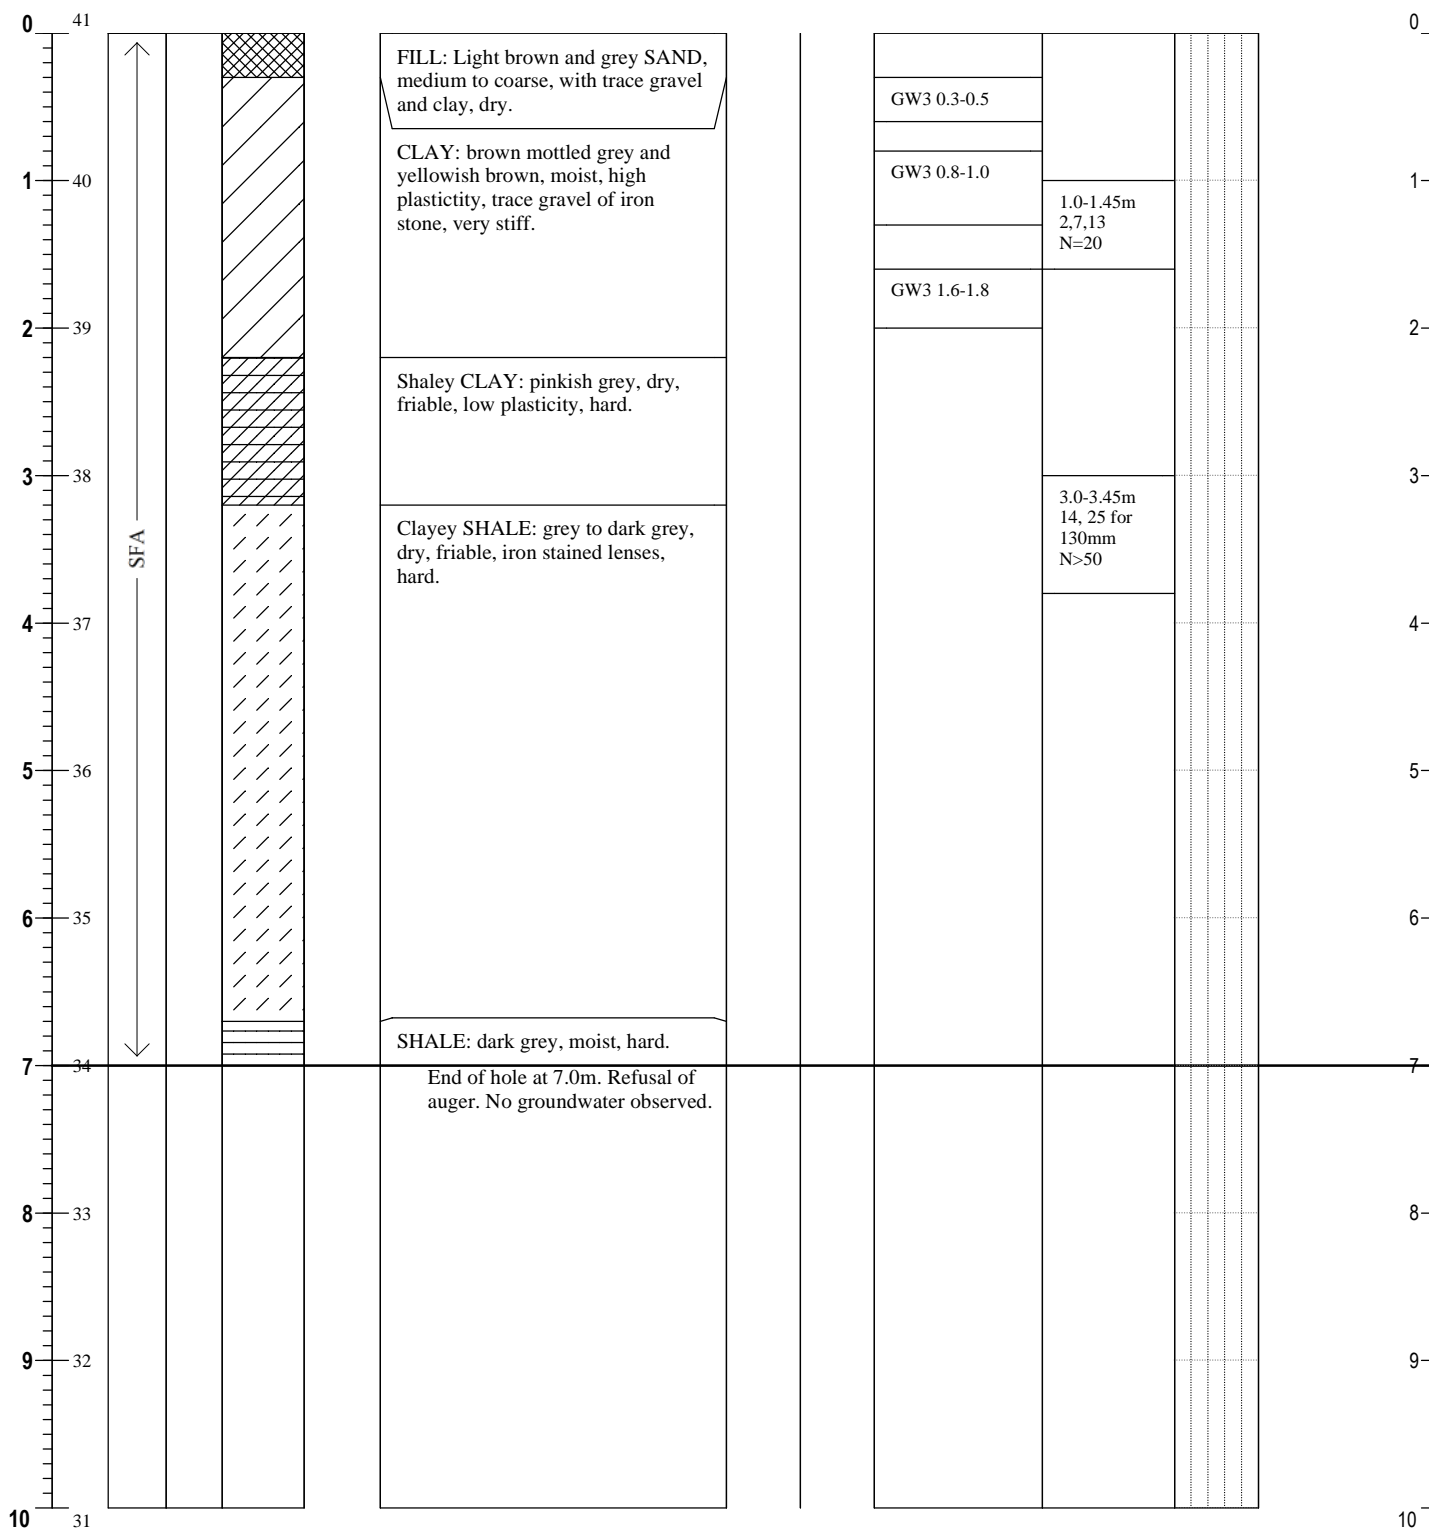 0
41
0
FILL: Light brown and grey SAND,
medium to coarse, with trace gravel
and clay, dry.
GW3 0.3-0.5
CLAY: brown mottled grey and
yellowish brown, moist, high
plastictity, trace gravel of iron
stone, very stiff.
GW3 0.8-1.0
1
40
1
1.0-1.45m
2,7,13
N=20
GW3 1.6-1.8
2
39
2
Shaley CLAY: pinkish grey, dry,
friable, low plasticity, hard.
3
38
3
3.0-3.45m
14, 25 for
130mm
N>50
Clayey SHALE: grey to dark grey,
dry, friable, iron stained lenses,
hard.
SFA
4
37
4
5
36
5
6
35
6
SHALE: dark grey, moist, hard.
7
34
7
End of hole at 7.0m. Refusal of
auger. No groundwater observed.
8
33
8
9
32
9
10
31
10